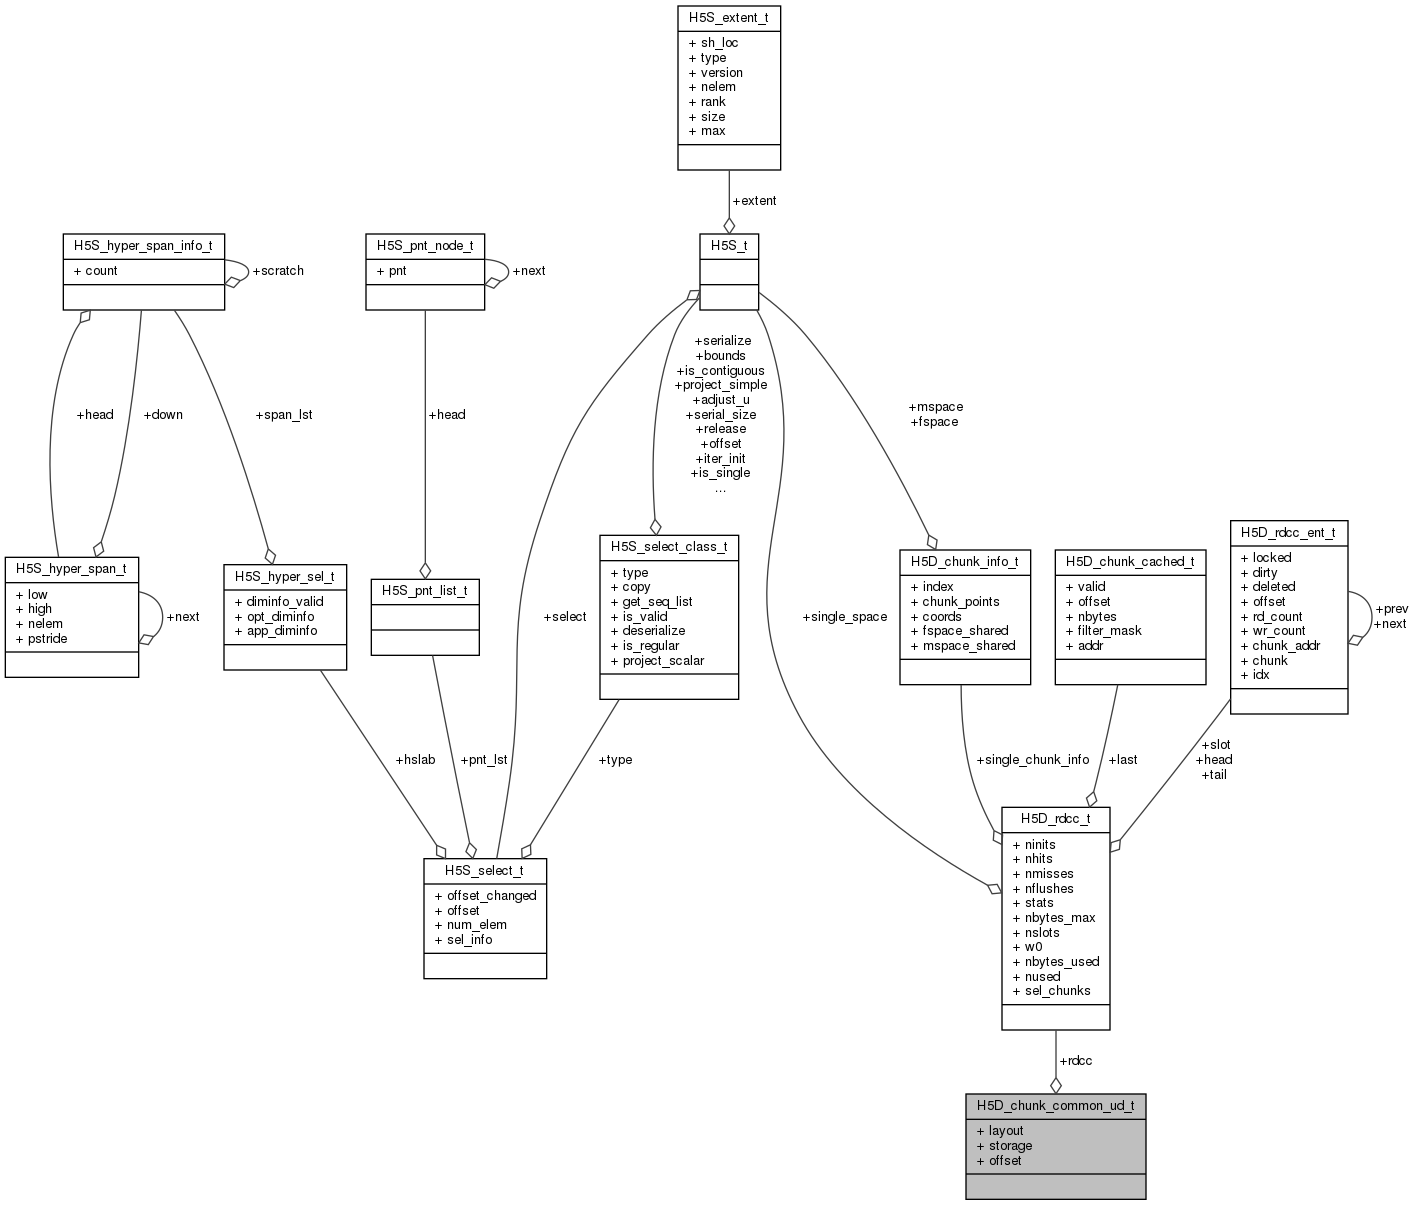 H5S_extent_t
+ sh_loc
+ type
+ version
+ nelem
+ rank
+ size
+ max
+extent
H5S_hyper_span_info_t
+ count
+scratch
H5S_pnt_node_t
+ pnt
+next
H5S_t
+serialize
+bounds
+is_contiguous
+project_simple
+adjust_u
+serial_size
+release
+offset
+iter_init
+is_single
...
+mspace
+fspace
+head
+down
+span_lst
+head
H5S_hyper_span_t
+ low
+ high
+ nelem
+ pstride
+next
H5S_hyper_sel_t
+ diminfo_valid
+ opt_diminfo
+ app_diminfo
H5S_pnt_list_t
+select
H5S_select_class_t
+ type
+ copy
+ get_seq_list
+ is_valid
+ deserialize
+ is_regular
+ project_scalar
+single_space
H5D_chunk_info_t
+ index
+ chunk_points
+ coords
+ fspace_shared
+ mspace_shared
H5D_chunk_cached_t
+ valid
+ offset
+ nbytes
+ filter_mask
+ addr
H5D_rdcc_ent_t
+ locked
+ dirty
+ deleted
+ offset
+ rd_count
+ wr_count
+ chunk_addr
+ chunk
+ idx
+prev
+next
+hslab
+pnt_lst
+type
+single_chunk_info
+last
+slot
+head
+tail
H5S_select_t
+ offset_changed
+ offset
+ num_elem
+ sel_info
H5D_rdcc_t
+ ninits
+ nhits
+ nmisses
+ nflushes
+ stats
+ nbytes_max
+ nslots
+ w0
+ nbytes_used
+ nused
+ sel_chunks
+rdcc
H5D_chunk_common_ud_t
+ layout
+ storage
+ offset